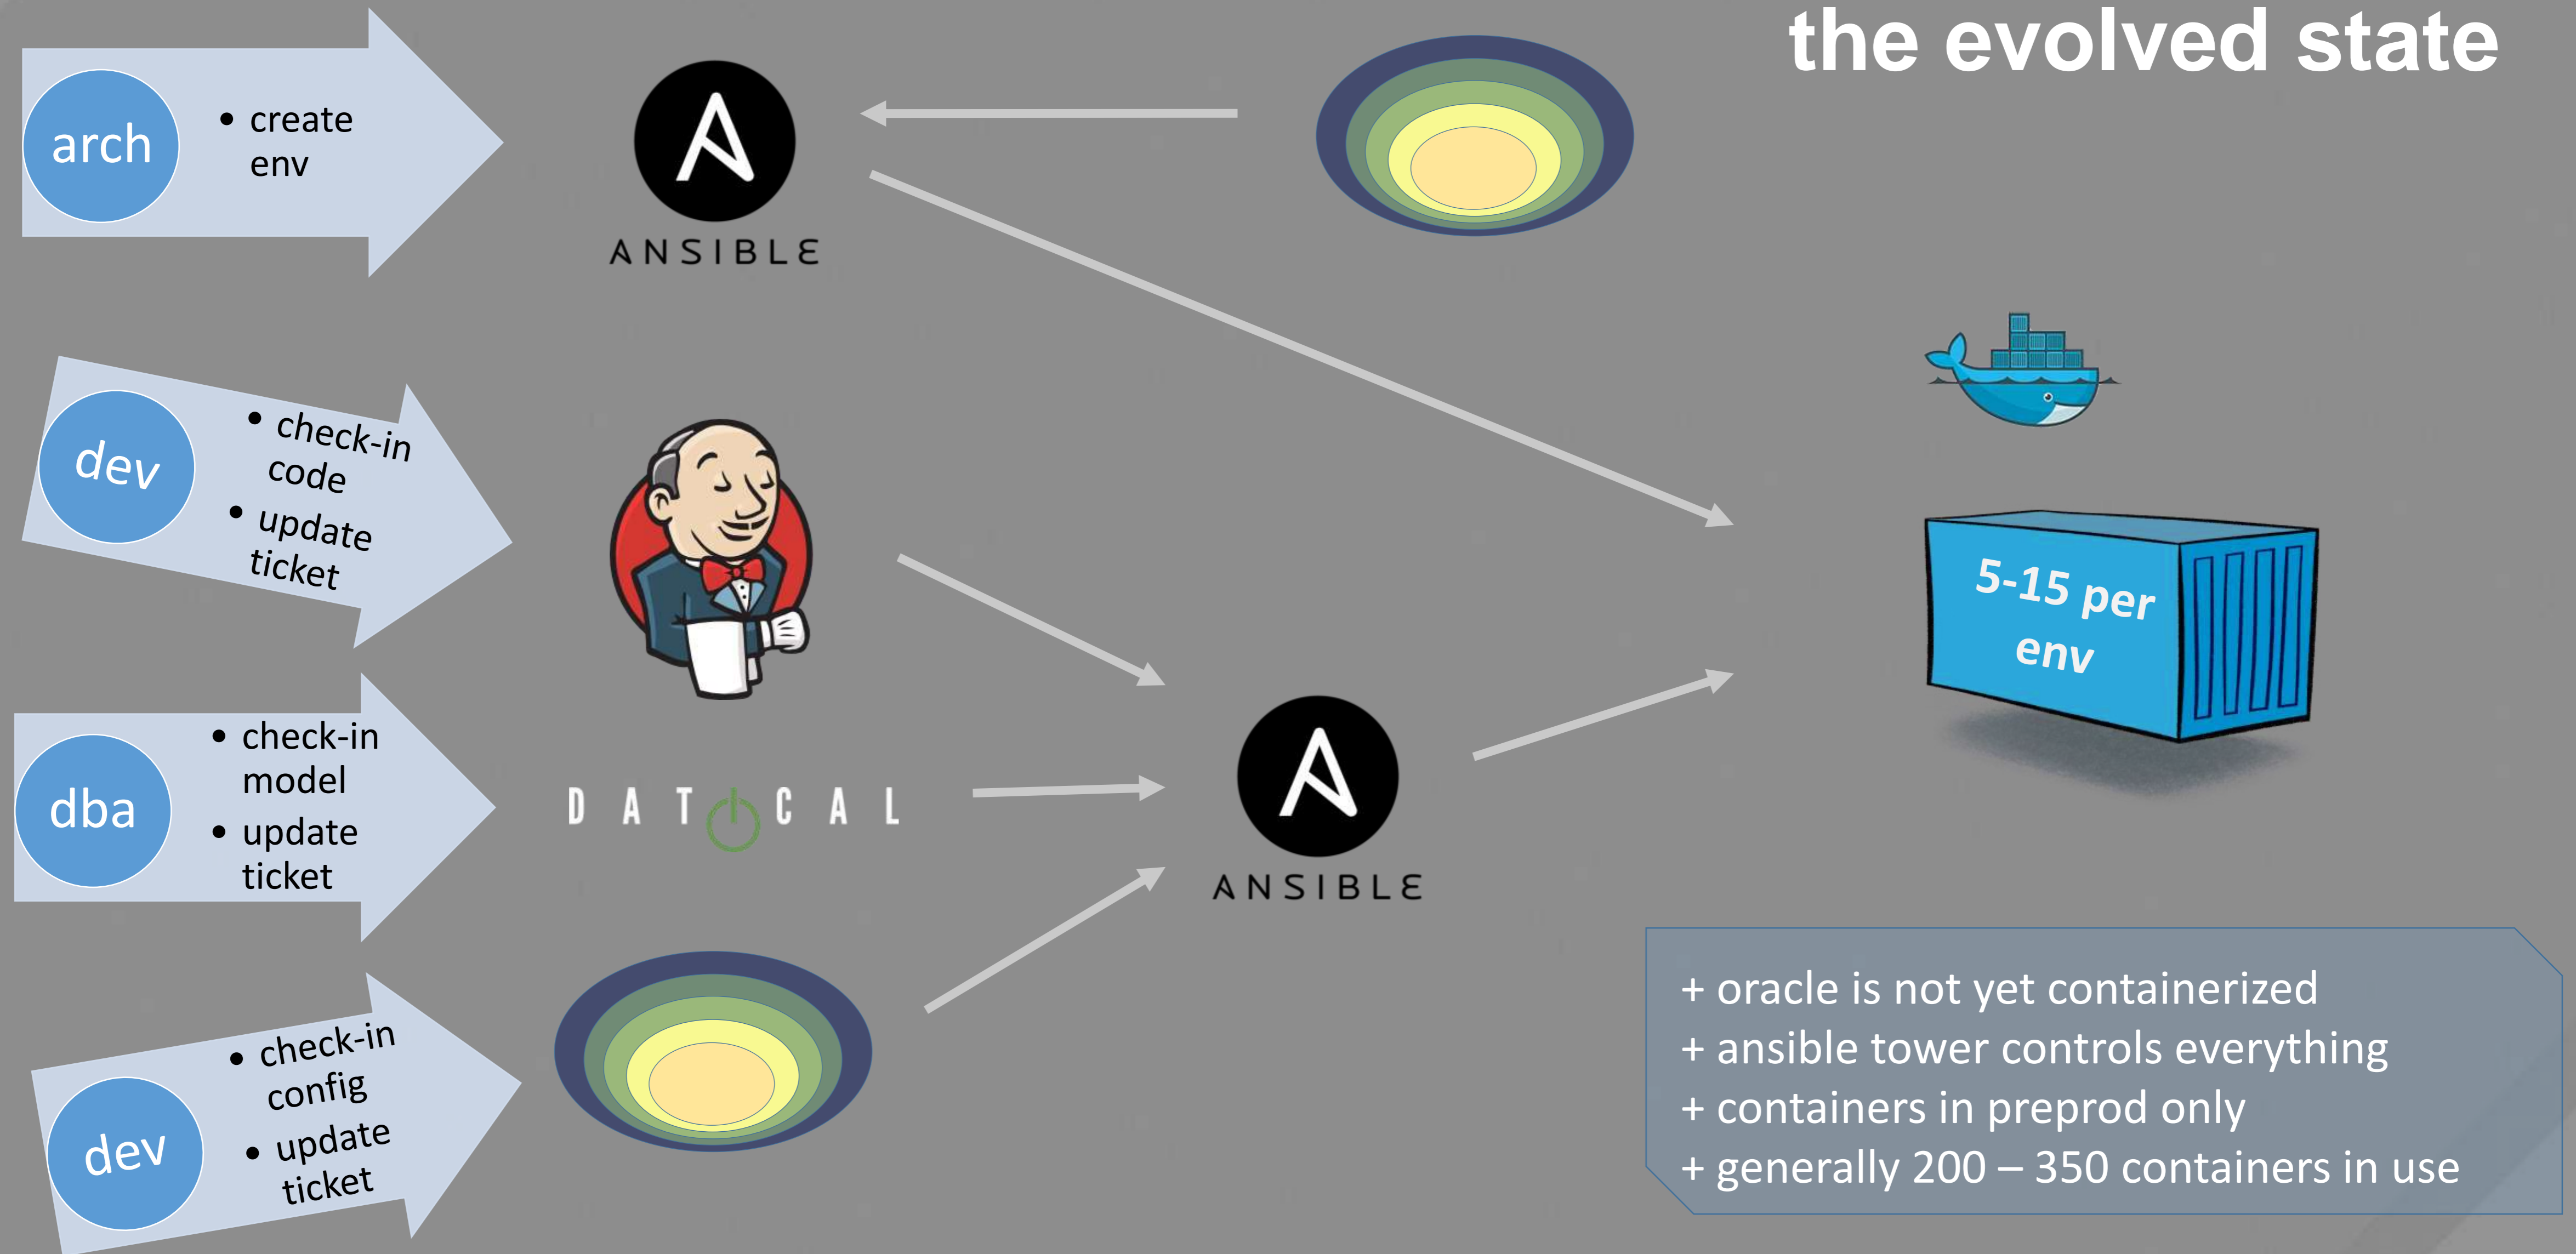 the evolved state
arch
• create
env
ANSIBLE
dev
• check-in
code
• update
ticket
5-15 per
env
dba
• check-in
model
• update
ticket
DATICAL
ANSIBLE
dev
• check-in
config
• update
ticket
+ oracle is not yet containerized
+ ansible tower controls everything
+ containers in preprod only
+ generally 200 – 350 containers in use